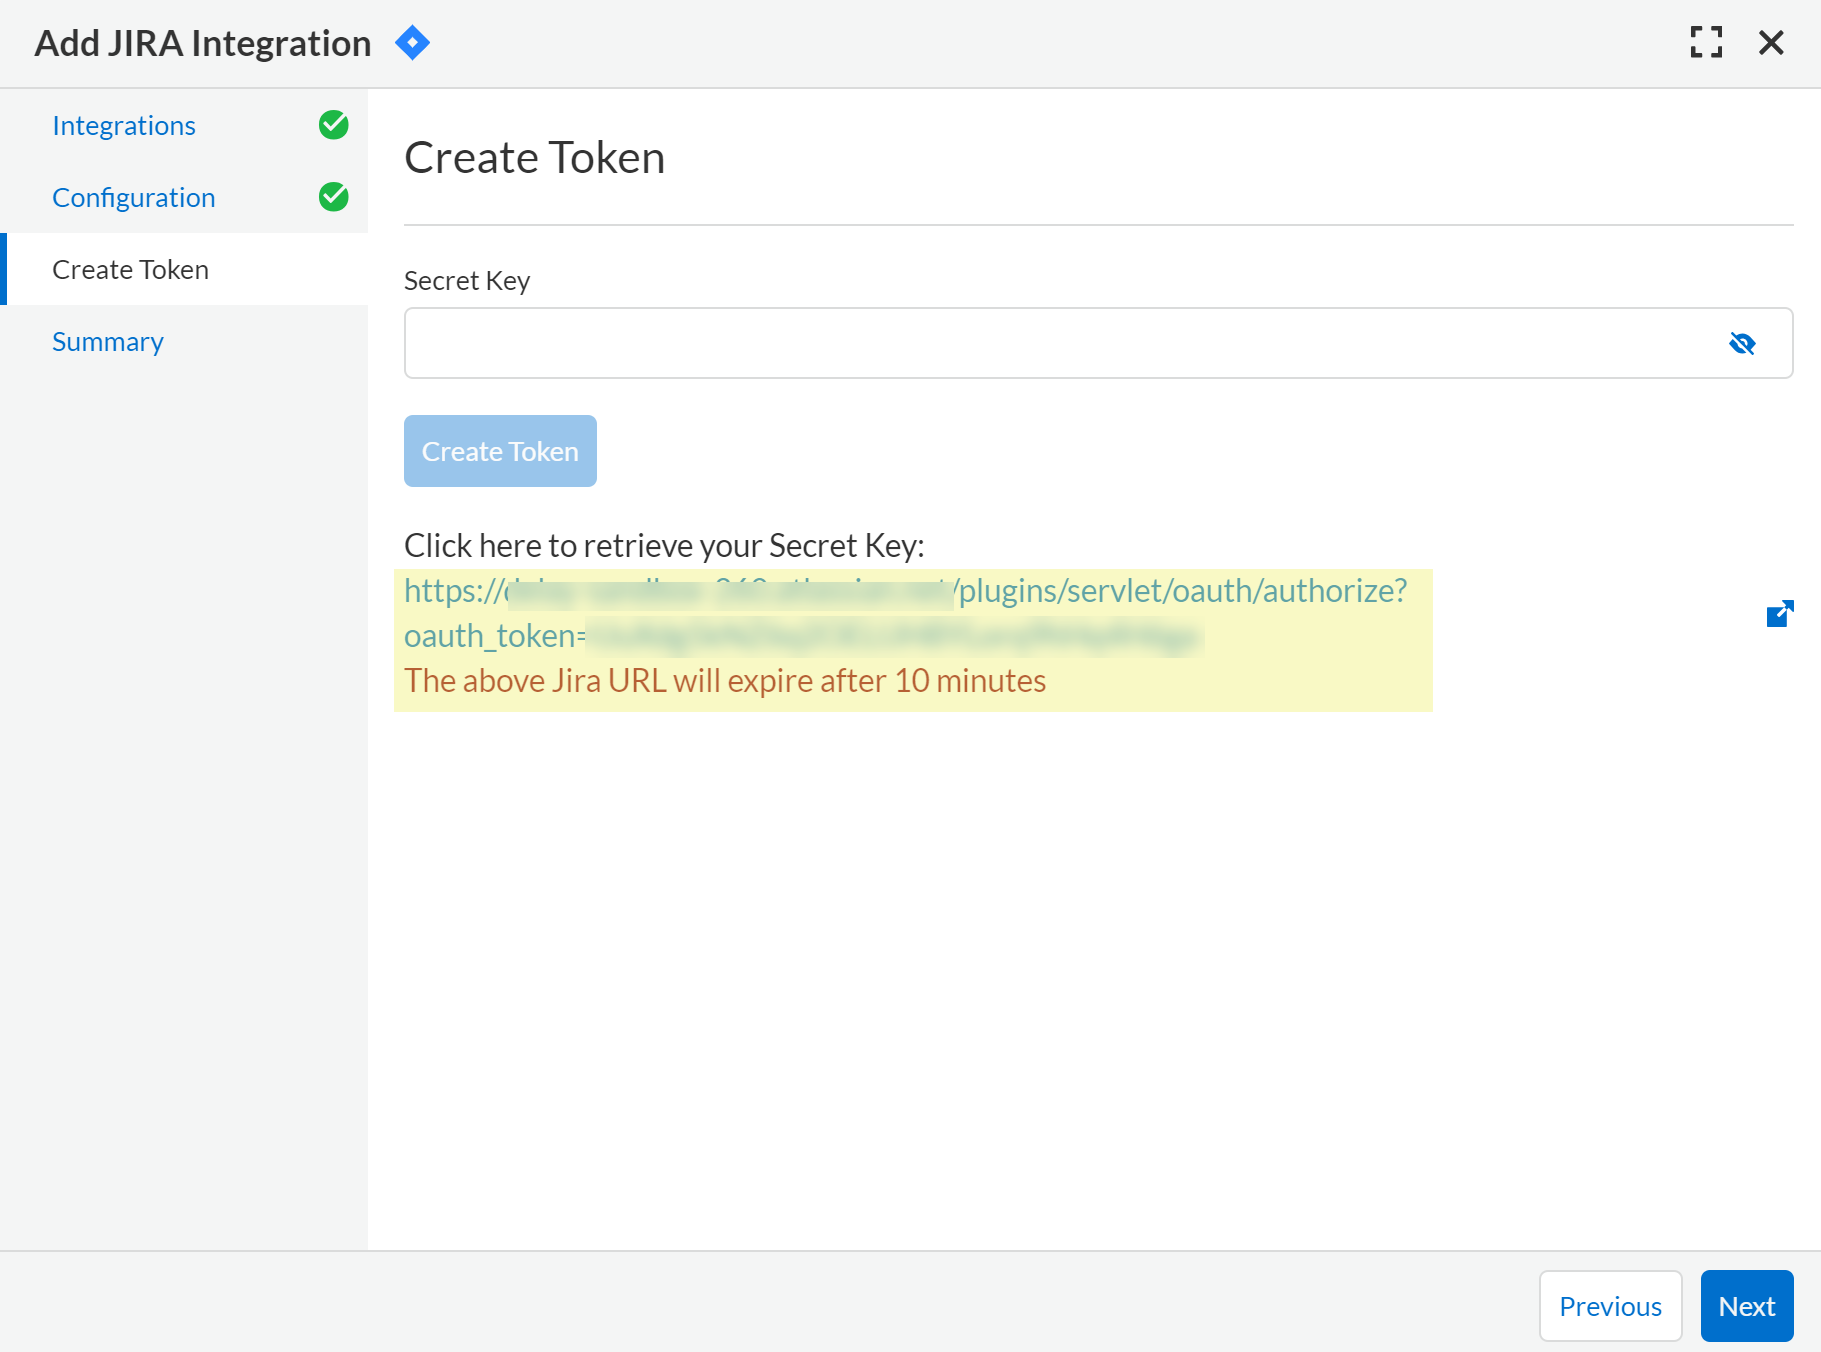 Add JIRA Integration
Integrations
Configuration
Create Token
Summary
Create Token
Secret Key
Create Token
Click here to retrieve your Secret Key:
https:// /plugins/servlet/oauth/authorize?
oauth_token=
The above Jira URL will expire after 10 minutes
Previous
Next